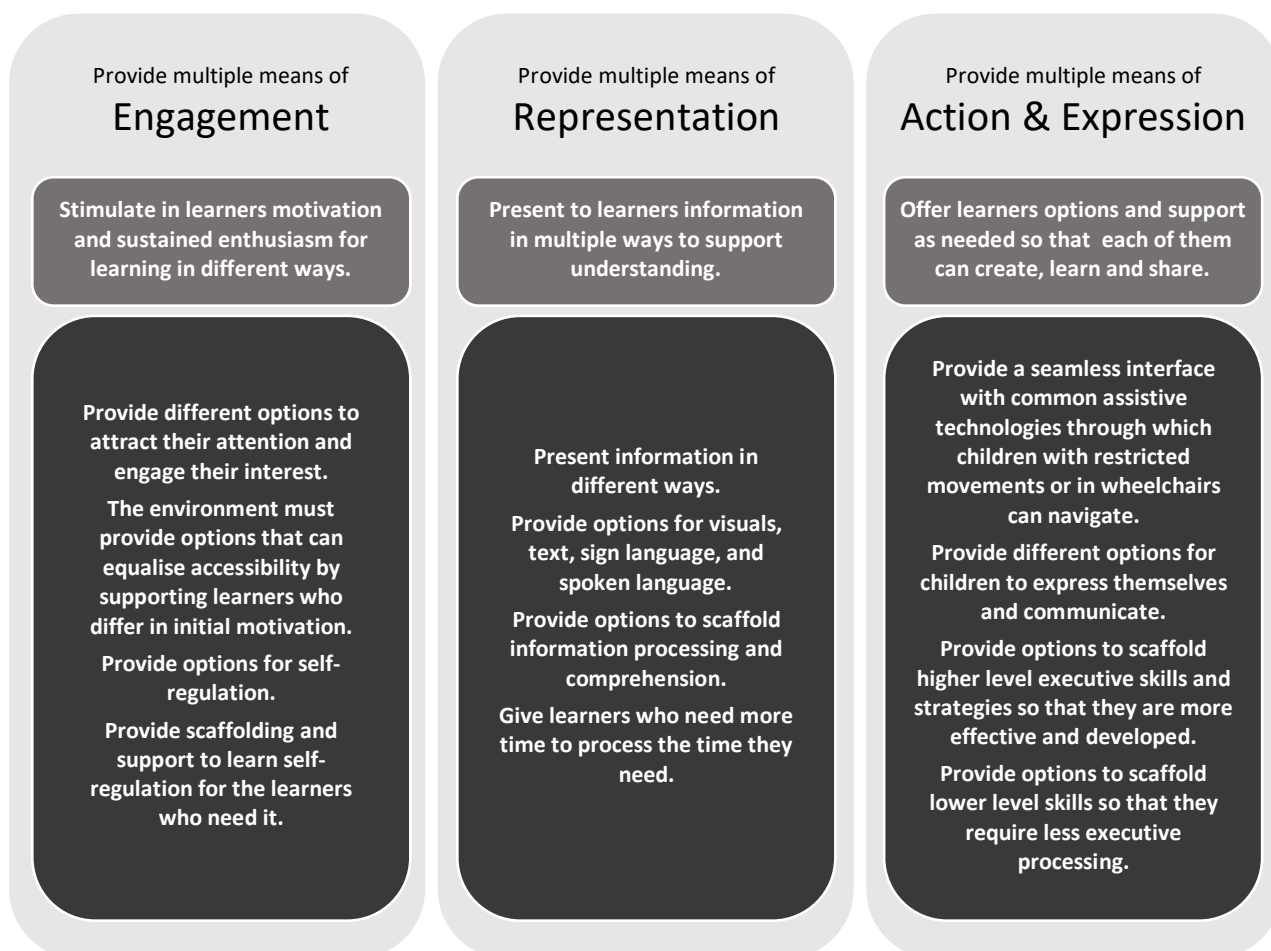 Provide multiple means of
Engagement
Stimulate in learners motivation
and sustained enthusiasm for
learning in different ways.
Provide different options to
attract their attention and
engage their interest.
The environment must
provide options that can
equalise accessibility by
supporting learners who
differ in initial motivation.
Provide options for self-
regulation.
Provide scaffolding and
support to learn self-
regulation for the learners
who need it.
Provide multiple means of
Representation
Present to learners information
in multiple ways to support
understanding.
Present information in
different ways.
Provide options for visuals,
text, sign language, and
spoken language.
Provide options to scaffold
information processing and
comprehension.
Give learners who need more
time to process the time they
need.
Provide multiple means of
Action & Expression
Offer learners options and support
as needed so that each of them
can create, learn and share.
Provide a seamless interface
with common assistive
technologies through which
children with restricted
movements or in wheelchairs
can navigate.
Provide different options for
children to express themselves
and communicate.
Provide options to scaffold
higher level executive skills and
strategies so that they are more
effective and developed.
Provide options to scaffold
lower level skills so that they
require less executive
processing.